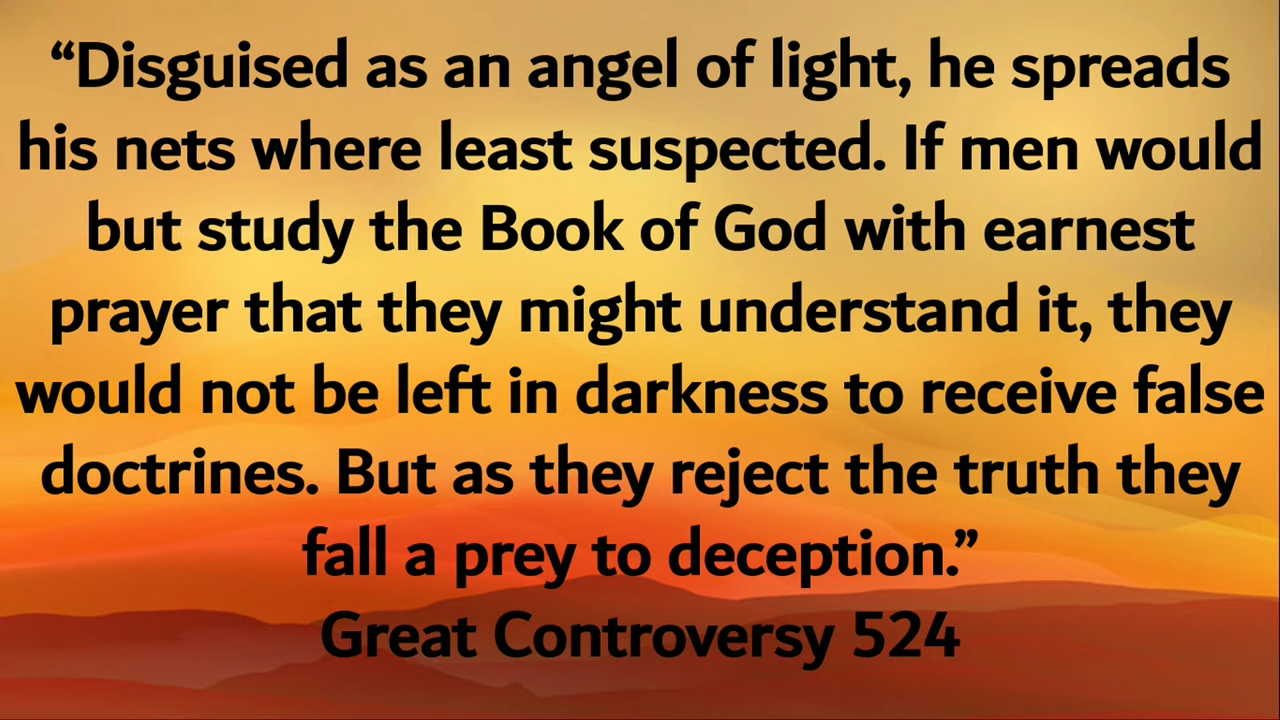 “Disguised as an angel of light, he spreads
his nets where least suspected. If men would
but study the Book of God with earnest
prayer that they might understand it, they
would not be left in darkness to receive false
doctrines. But as they reject the truth they
fall a prey to deception.”
Great Controversy 524